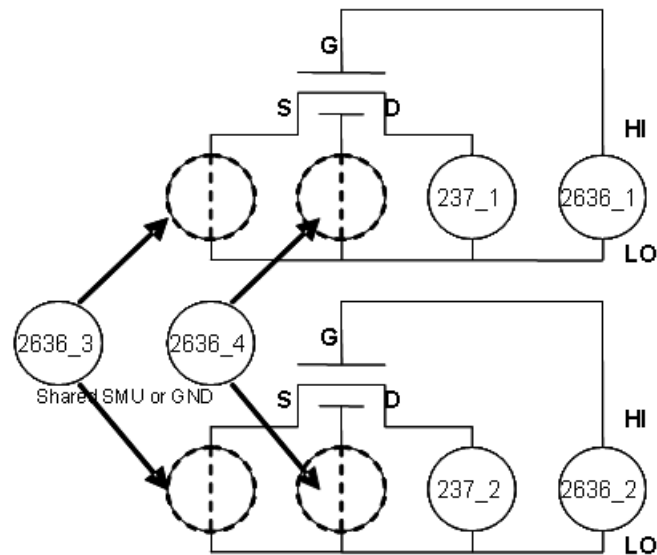 G
S D
HI
237_1 2636_1
LO
2636_3 2636_4
G
Shared SMU or GND
S D
HI
237_2 2636_2
LO